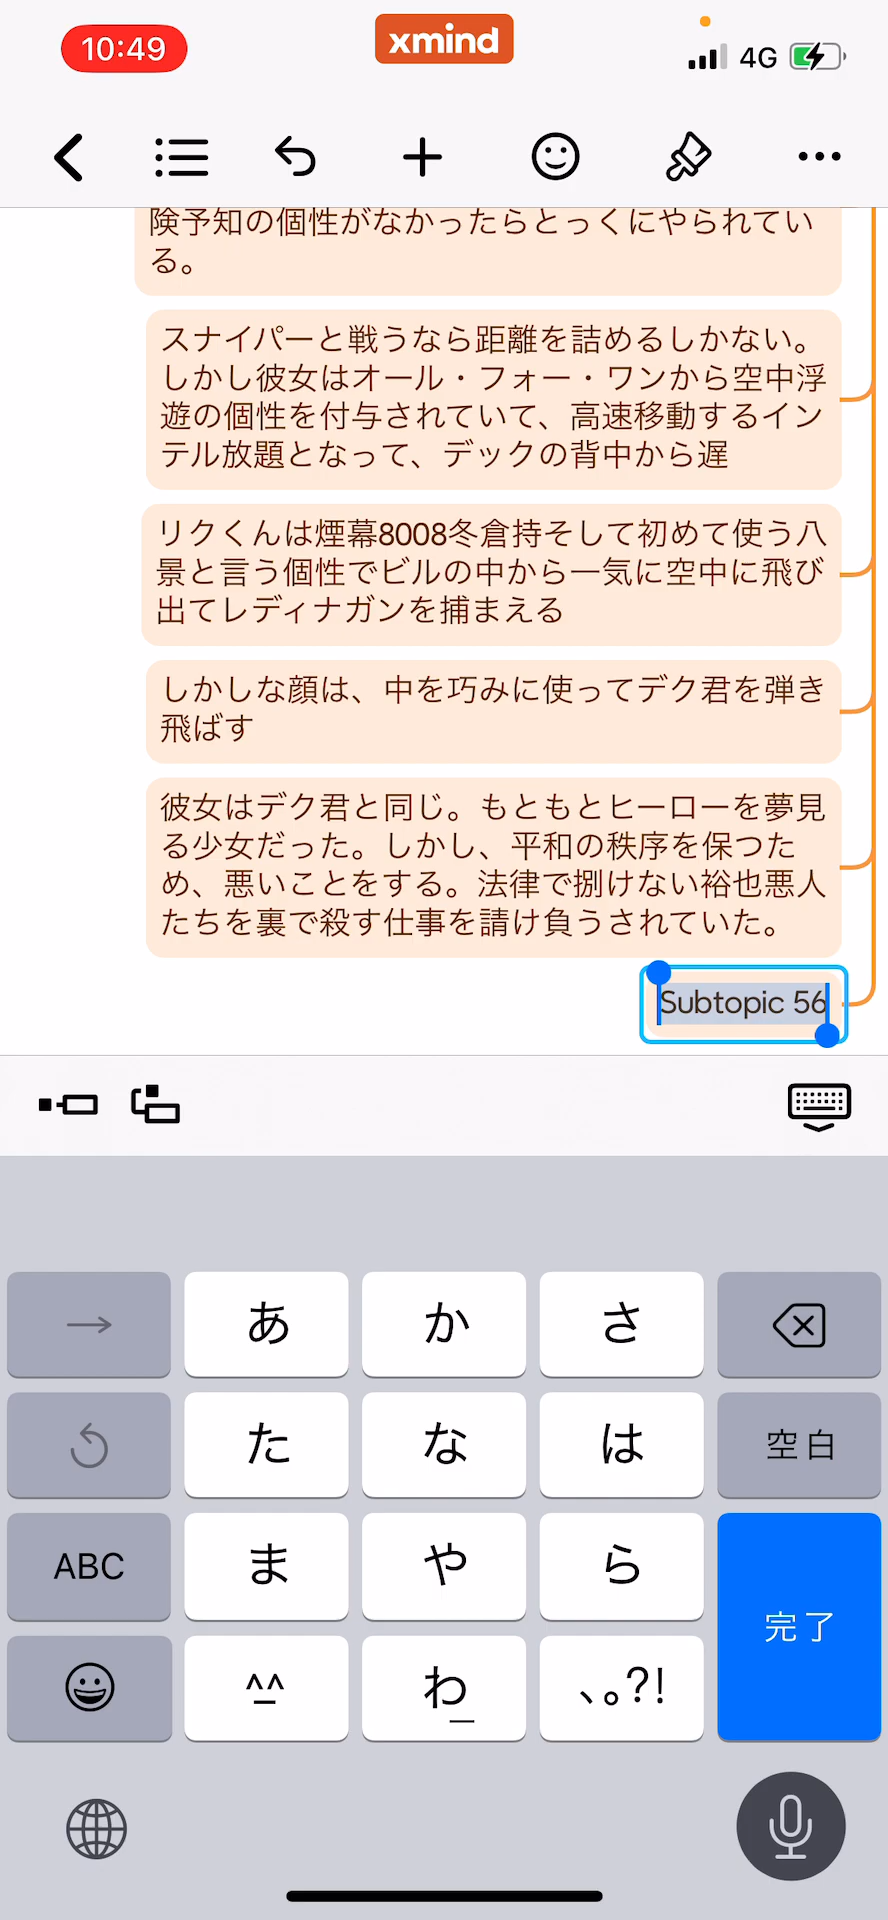 10:49
xmind
4G
険予知の個性がなかったらとっくにやられてい
る。
スナイパーと戦うなら距離を詰めるしかない。
しかし彼女はオール・フォー・ワンから空中浮
遊の個性を付与されていて、高速移動するイン
テル放題となって、デックの背中から遅
リクくんは煙幕8008冬倉持そして初めて使う八
景と言う個性でビルの中から一気に空中に飛び
出てレディナガンを捕まえる
しかしな顔は、中を巧みに使ってデク君を弾き
飛ばす
彼女はデク君と同じ。もともとヒーローを夢見
る少女だった。しかし、平和の秩序を保つた
め、悪いことをする。法律で捌けない裕也悪人
たちを裏で殺す仕事を請け負うされていた。
Subtopic 56
→ あ か さ
た な は 空白
ABC ま や ら
完了
^^ わ 、。?!